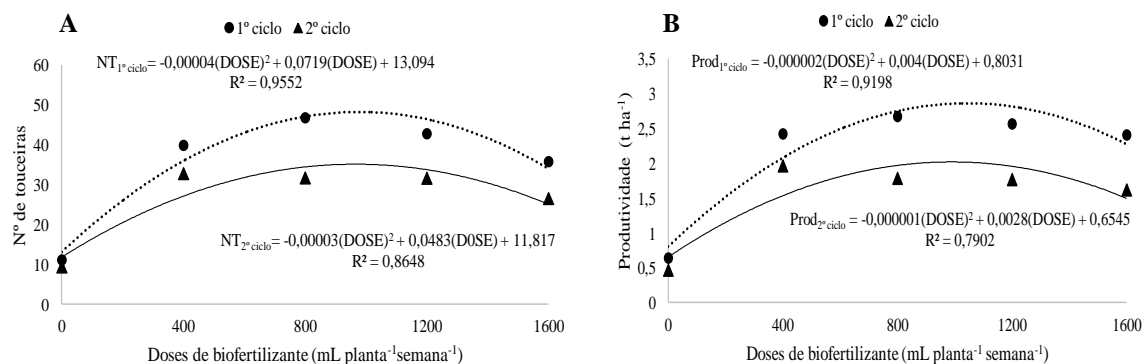 A
● 1º ciclo ▲ 2º ciclo
NT1º ciclo= -0,00004(DOSE)² + 0,0719(DOSE) + 13,094
R² = 0,9552
Nº de touceiras
60
50
40
30
20
10
0
NT2º ciclo= -0,00003(DOSE)² + 0,0483(D0SE) + 11,817
R² = 0,8648
0 400 800 1200 1600
Doses de biofertilizante (mL planta⁻¹semana⁻¹)
B
● 1º ciclo ▲ 2º ciclo
Prod1º ciclo= -0,000002(DOSE)² + 0,004(DOSE) + 0,8031
R² = 0,9198
Produtividade (t ha⁻¹)
3,5
3
2,5
2
1,5
1
0,5
0
Prod2º ciclo = -0,000001(DOSE)² + 0,0028(DOSE) + 0,6545
R² = 0,7902
0 400 800 1200 1600
Doses de biofertilizante (mL planta⁻¹ semana⁻¹)